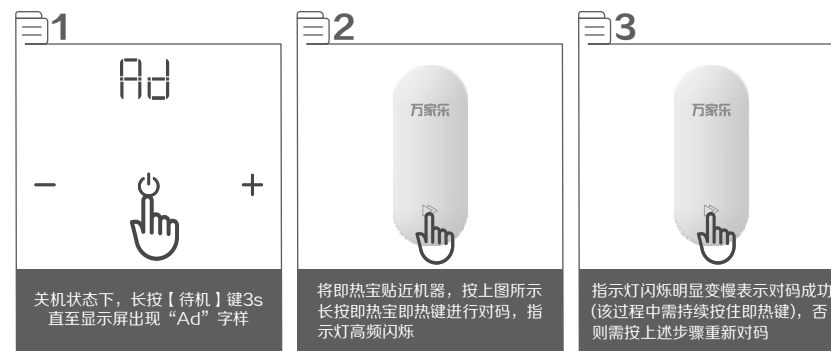 1
Ad
关机状态下，长按【待机】键3s
直至显示屏出现“Ad”字样
2
万家乐
将即热宝贴近机器，按上图所示
长按即热宝即热键进行对码，指
示灯高频闪烁
3
万家乐
指示灯闪烁明显变慢表示对码成功
(该过程中需持续按住即热键)，否
则需按上述步骤重新对码